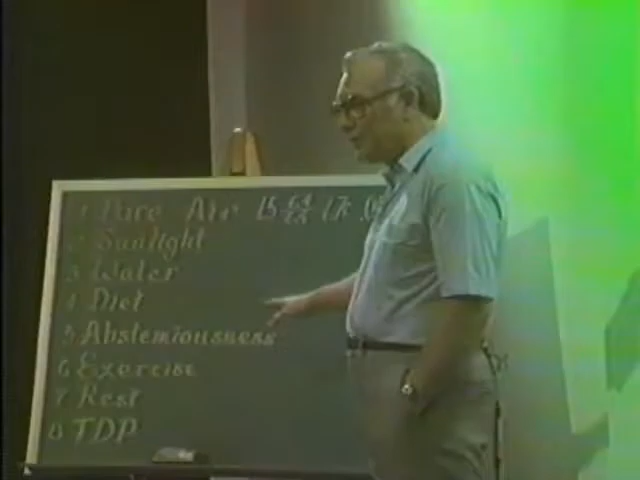 1 Pure Air
2 Sunlight
3 Water
4 Diet
5 Abstemiousness
6 Exercise
7 Rest
8 TDP